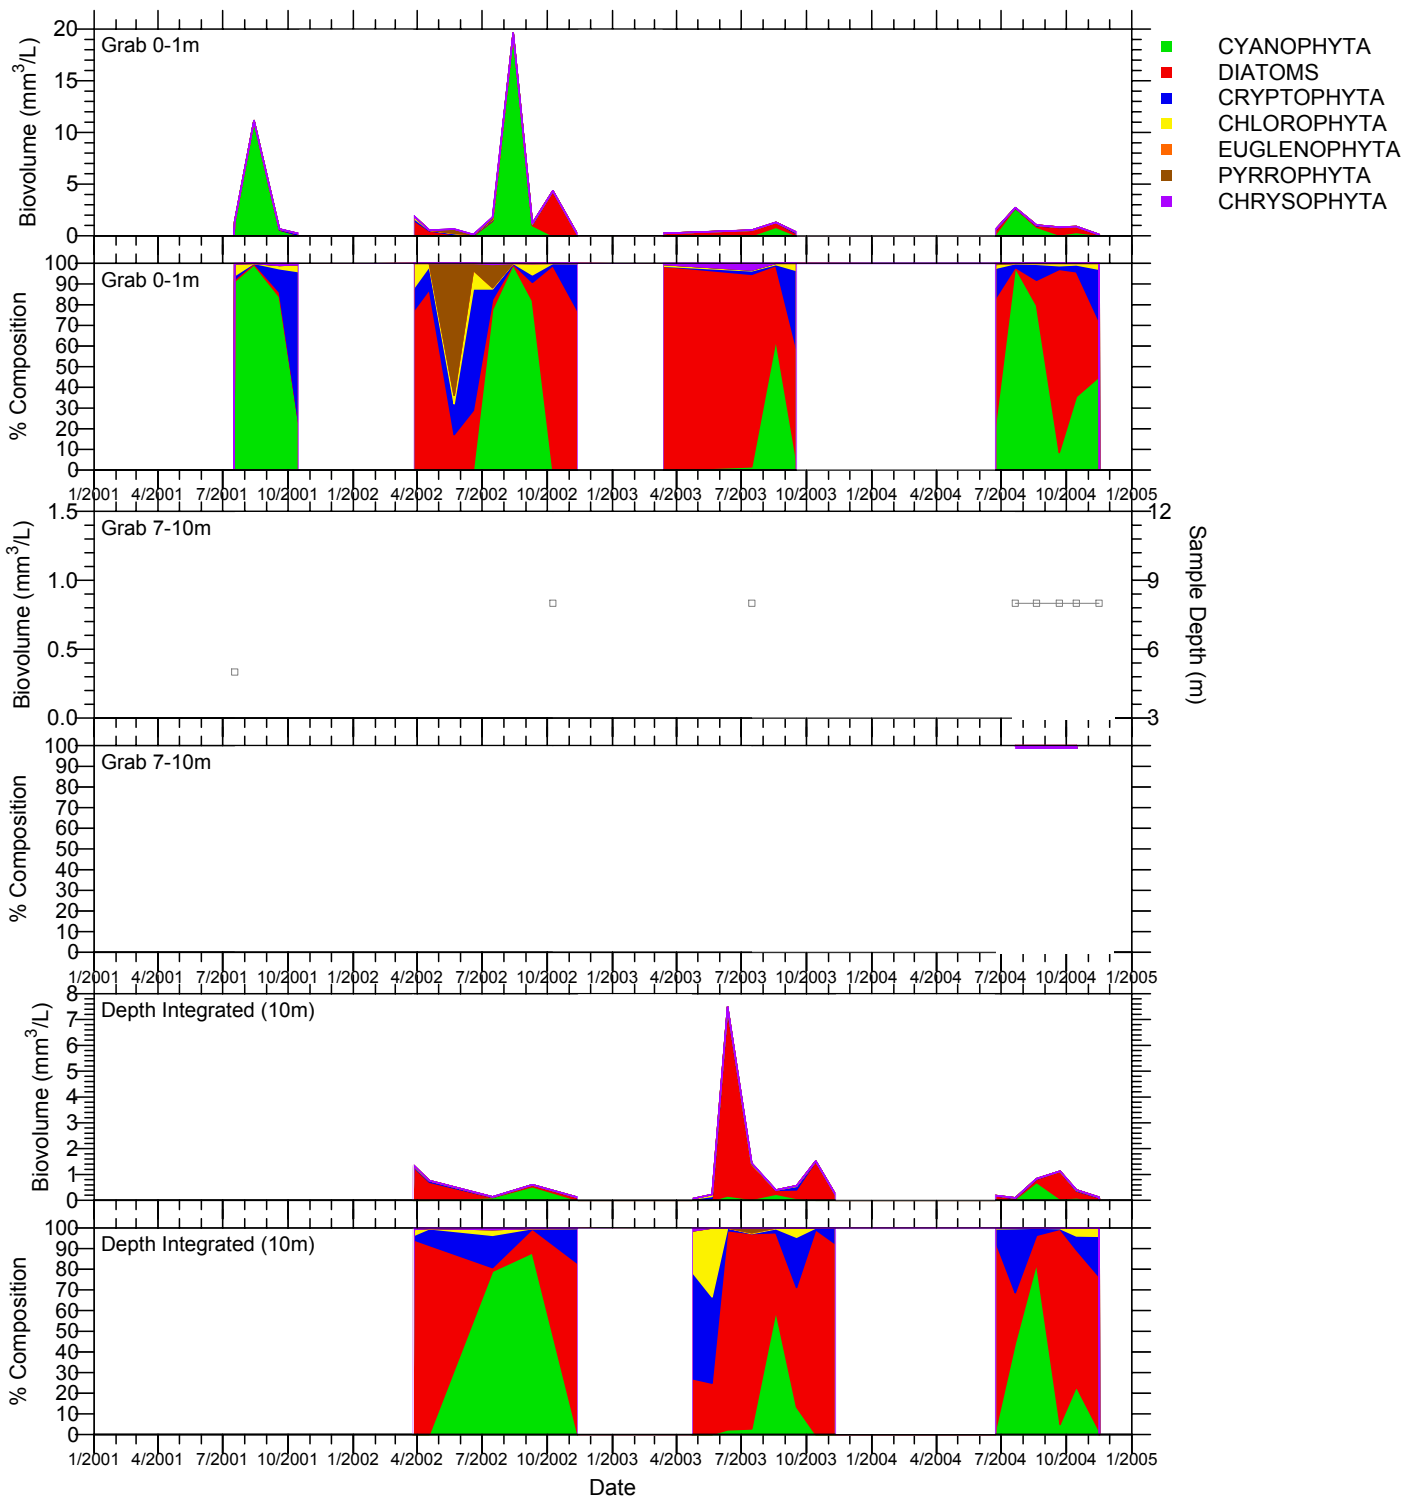 Grab 0-1m
Biovolume (mm³/L)
20
15
10
5
0
CYANOPHYTA
DIATOMS
CRYPTOPHYTA
CHLOROPHYTA
EUGLENOPHYTA
PYRROPHYTA
CHRYSOPHYTA
Grab 0-1m
% Composition
100
90
80
70
60
50
40
30
20
10
0
1/2001 4/2001 7/2001 10/2001 1/2002 4/2002 7/2002 10/2002 1/2003 4/2003 7/2003 10/2003 1/2004 4/2004 7/2004 10/2004 1/2005
Grab 7-10m
Biovolume (mm³/L)
1.5
1.0
0.5
0.0
12
9
6
3
Sample Depth (m)
Grab 7-10m
% Composition
100
90
80
70
60
50
40
30
20
10
0
1/2001 4/2001 7/2001 10/2001 1/2002 4/2002 7/2002 10/2002 1/2003 4/2003 7/2003 10/2003 1/2004 4/2004 7/2004 10/2004 1/2005
Depth Integrated (10m)
Biovolume (mm³/L)
8
7
6
5
4
3
2
1
0
Depth Integrated (10m)
% Composition
100
90
80
70
60
50
40
30
20
10
0
1/2001 4/2001 7/2001 10/2001 1/2002 4/2002 7/2002 10/2002 1/2003 4/2003 7/2003 10/2003 1/2004 4/2004 7/2004 10/2004 1/2005
Date